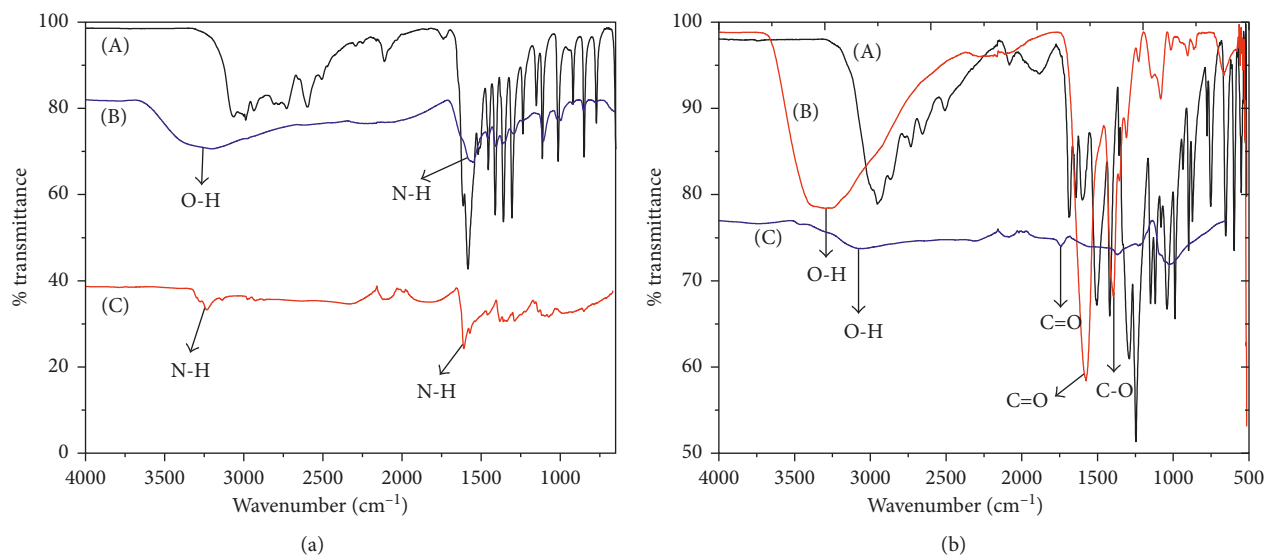 100
(A)
80
(B)
N-H
60
O-H
% transmittance
40
(C)
20
N-H
N-H
0
4000 3500 3000 2500 2000 1500 1000
Wavenumber (cm⁻¹)
(a)
100
(A)
90
(B)
80
(C)
% transmittance
70
O-H
O-H
C=O
60
C=O
C-O
50
4000 3500 3000 2500 2000 1500 1000 500
Wavenumber (cm⁻¹)
(b)